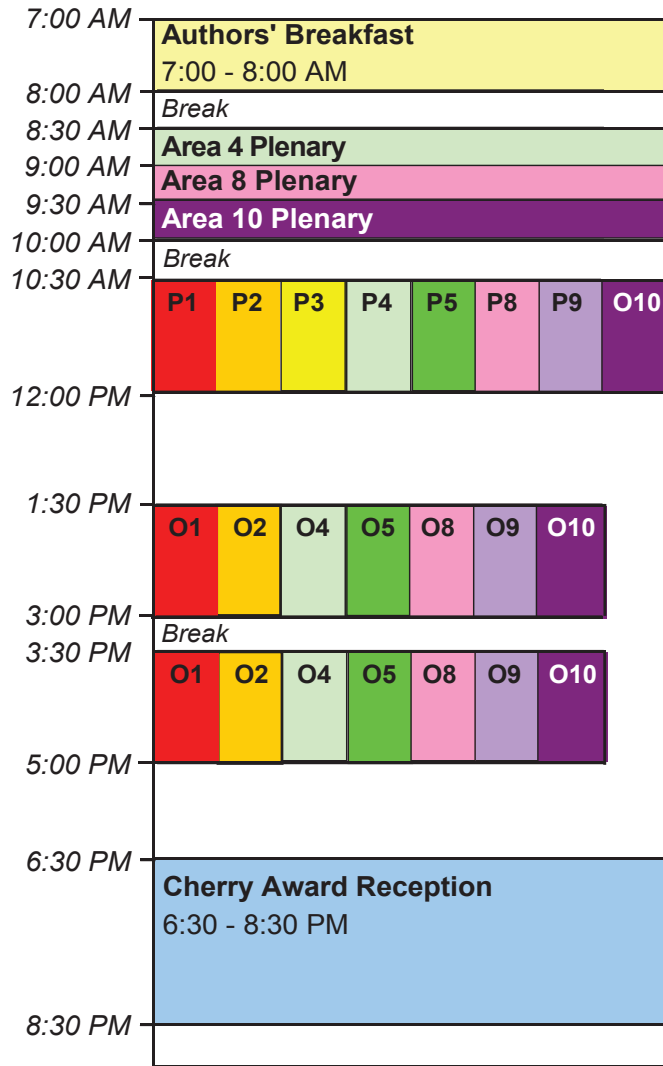 7:00 AM
Authors' Breakfast
7:00 - 8:00 AM
8:00 AM
Break
8:30 AM
Area 4 Plenary
9:00 AM
Area 8 Plenary
9:30 AM
Area 10 Plenary
10:00 AM
Break
10:30 AM
P1 P2 P3 P4 P5 P8 P9 O10
12:00 PM
1:30 PM
O1 O2 O4 O5 O8 O9 O10
3:00 PM
Break
3:30 PM
O1 O2 O4 O5 O8 O9 O10
5:00 PM
6:30 PM
Cherry Award Reception
6:30 - 8:30 PM
8:30 PM